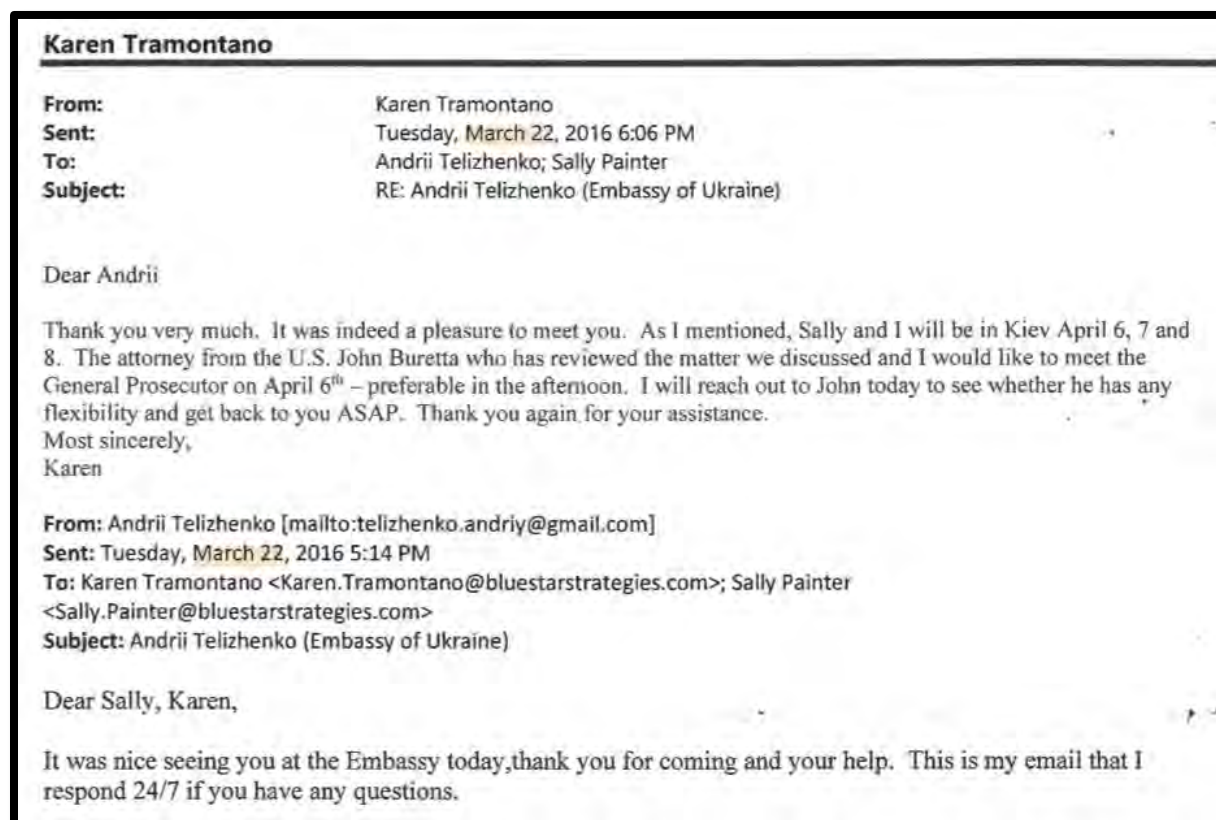 Karen Tramontano
From: Karen Tramontano
Sent: Tuesday, March 22, 2016 6:06 PM
To: Andrii Telizhenko; Sally Painter
Subject: RE: Andrii Telizhenko (Embassy of Ukraine)
Dear Andrii
Thank you very much. It was indeed a pleasure to meet you. As I mentioned, Sally and I will be in Kiev April 6, 7 and
8. The attorney from the U.S. John Buretta who has reviewed the matter we discussed and I would like to meet the
General Prosecutor on April 6th – preferable in the afternoon. I will reach out to John today to see whether he has any
flexibility and get back to you ASAP. Thank you again for your assistance.
Most sincerely,
Karen
From: Andrii Telizhenko [mailto:telizhenko.andriy@gmail.com]
Sent: Tuesday, March 22, 2016 5:14 PM
To: Karen Tramontano <Karen.Tramontano@bluestarstrategies.com>; Sally Painter
<Sally.Painter@bluestarstrategies.com>
Subject: Andrii Telizhenko (Embassy of Ukraine)
Dear Sally, Karen,
It was nice seeing you at the Embassy today,thank you for coming and your help. This is my email that I
respond 24/7 if you have any questions.